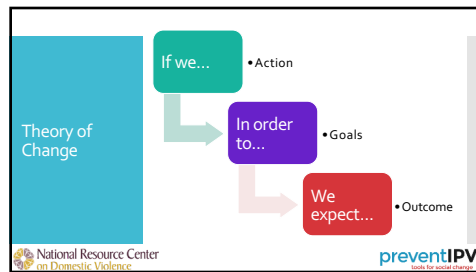 Theory of
Change
If we...
• Action
In order
to...
• Goals
We
expect...
• Outcome
National Resource Center
on Domestic Violence
preventIPV
tools for social change